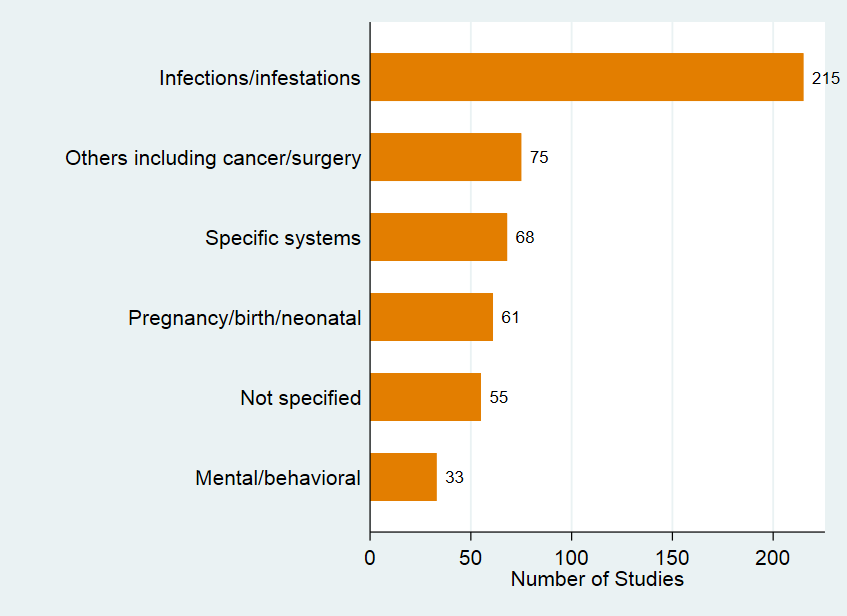 Infections/infestations 215
Others including cancer/surgery 75
Specific systems 68
Pregnancy/birth/neonatal 61
Not specified 55
Mental/behavioral 33
0 50 100 150 200
Number of Studies